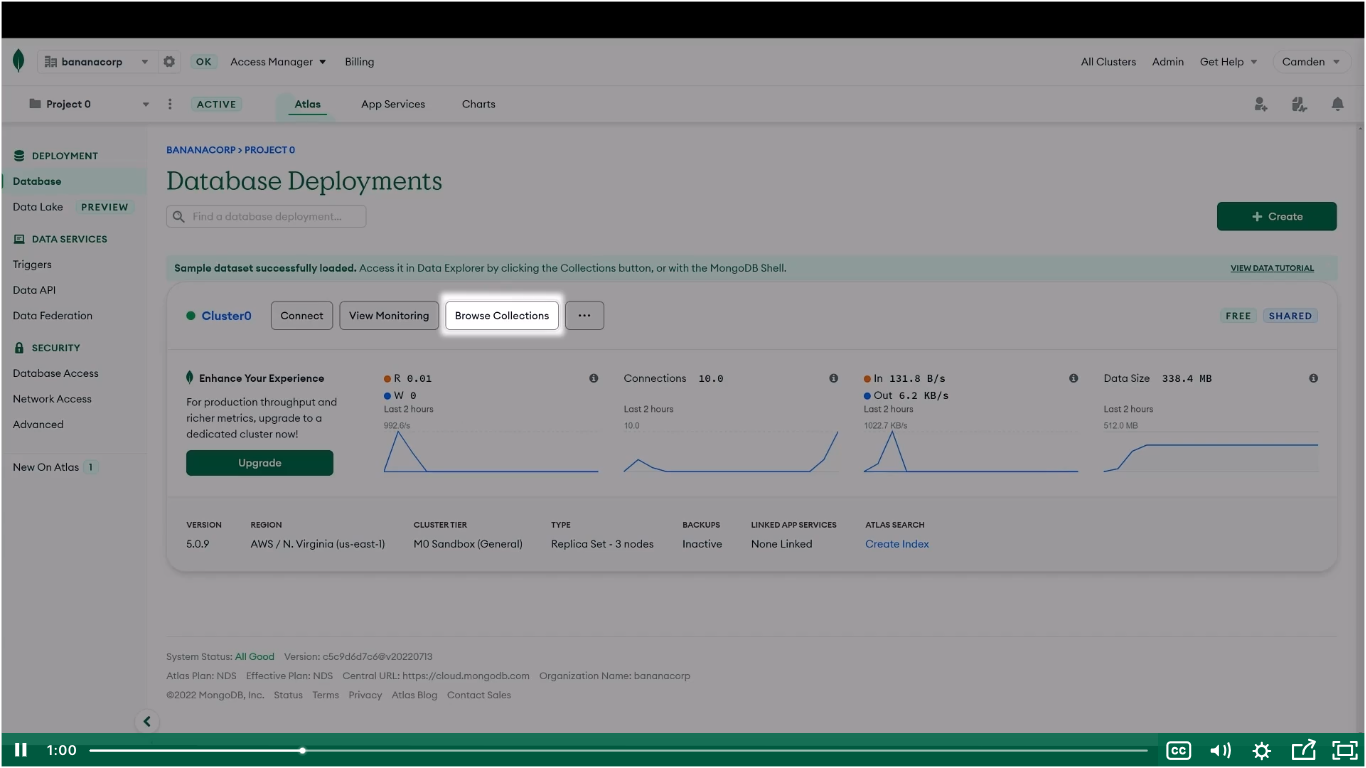 bananacorp OK Access Manager Billing All Clusters Admin Get Help Camden
Project 0 ACTIVE Atlas App Services Charts
DEPLOYMENT
Database
Data Lake PREVIEW
DATA SERVICES
Triggers
Data API
Data Federation
SECURITY
Database Access
Network Access
Advanced
New On Atlas 1
BANANACORP > PROJECT 0
Database Deployments
Find a database deployment...
+ Create
Sample dataset successfully loaded. Access it in Data Explorer by clicking the Collections button, or with the MongoDB Shell. VIEW DATA TUTORIAL
Cluster0 Connect View Monitoring Browse Collections ... FREE SHARED
Enhance Your Experience
For production throughput and
richer metrics, upgrade to a
dedicated cluster now!
Upgrade
R 0.01
W 0
Last 2 hours
992.6/s
Connections 10.0
Last 2 hours
10.0
In 131.8 B/s
Out 6.2 KB/s
Last 2 hours
1022.7 KB/s
Data Size 338.4 MB
Last 2 hours
512.0 MB
VERSION REGION CLUSTER TIER TYPE BACKUPS LINKED APP SERVICES ATLAS SEARCH
5.0.9 AWS / N. Virginia (us-east-1) M0 Sandbox (General) Replica Set - 3 nodes Inactive None Linked Create Index
System Status: All Good Version: c5c9d6d7c6@v20220713
Atlas Plan: NDS Effective Plan: NDS Central URL: https://cloud.mongodb.com Organization Name: bananacorp
©2022 MongoDB, Inc. Status Terms Privacy Atlas Blog Contact Sales
1:00 CC